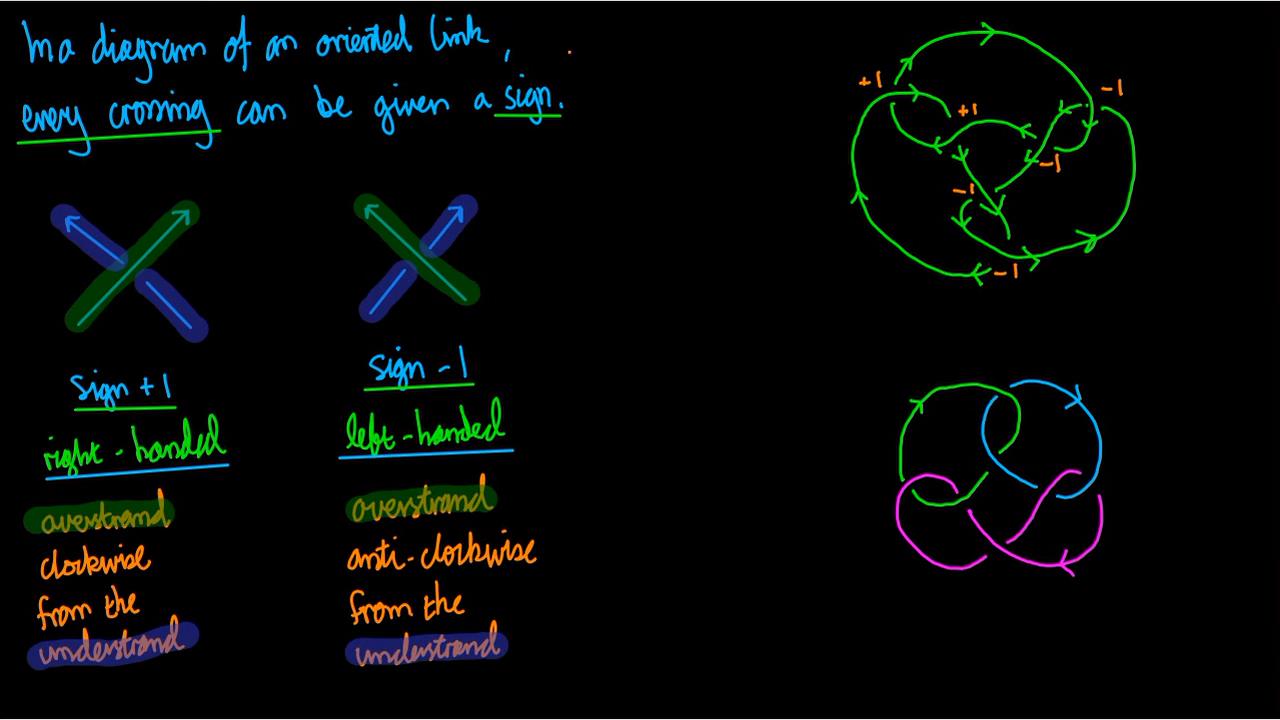 In a diagram of an oriented link,
every crossing can be given a sign.
+1
-1
+1
-1
-1
-1
sign +1
sign -1
right-handed
left-handed
overstrand
clockwise
from the
understrand
overstrand
anti-clockwise
from the
understrand